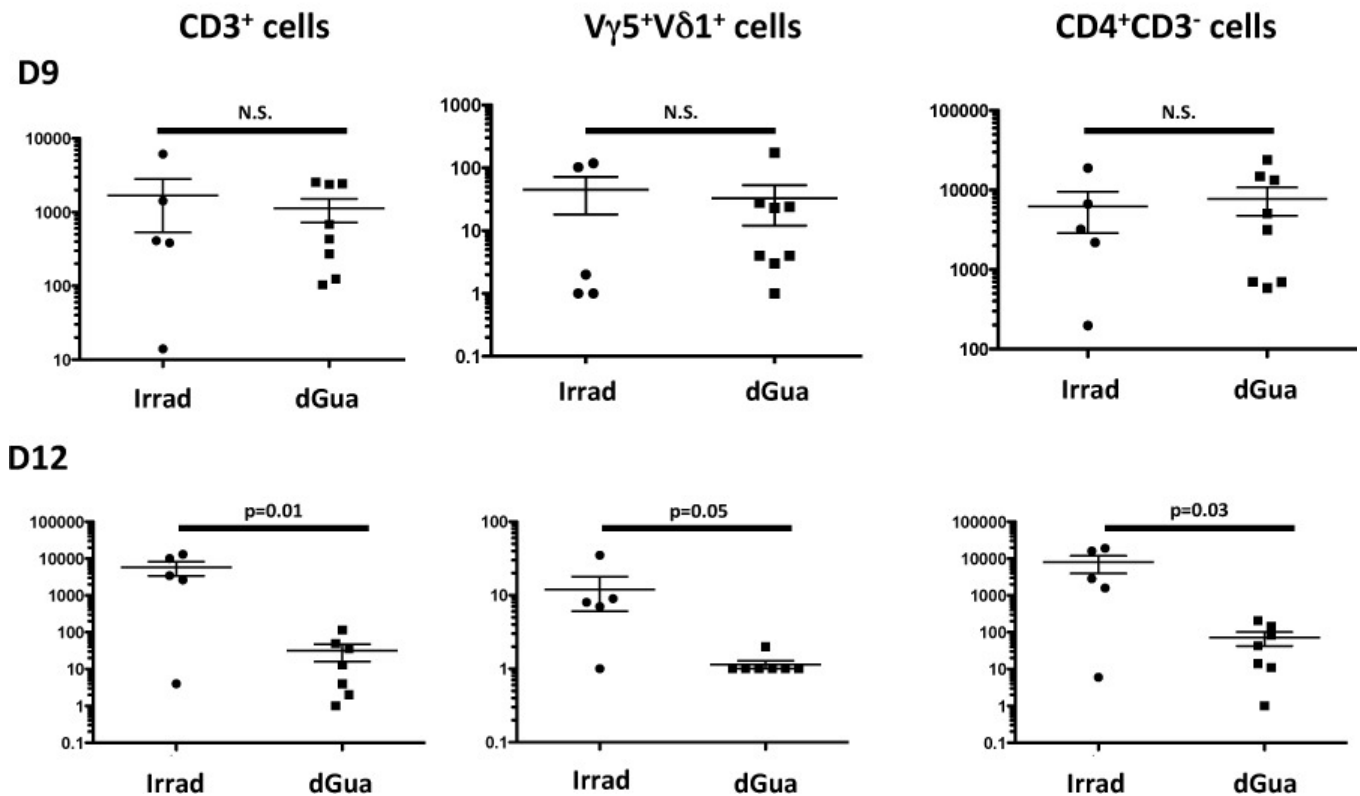 CD3⁺ cells
Vγ5⁺Vδ1⁺ cells
CD4⁺CD3⁻ cells
D9
N.S.
10000
1000
100
10
Irrad
dGua
N.S.
1000
100
10
1
0.1
Irrad
dGua
N.S.
100000
10000
1000
100
Irrad
dGua
D12
p=0.01
100000
10000
1000
100
10
1
0.1
Irrad
dGua
p=0.05
100
10
1
0.1
Irrad
dGua
p=0.03
100000
10000
1000
100
10
1
0.1
Irrad
dGua